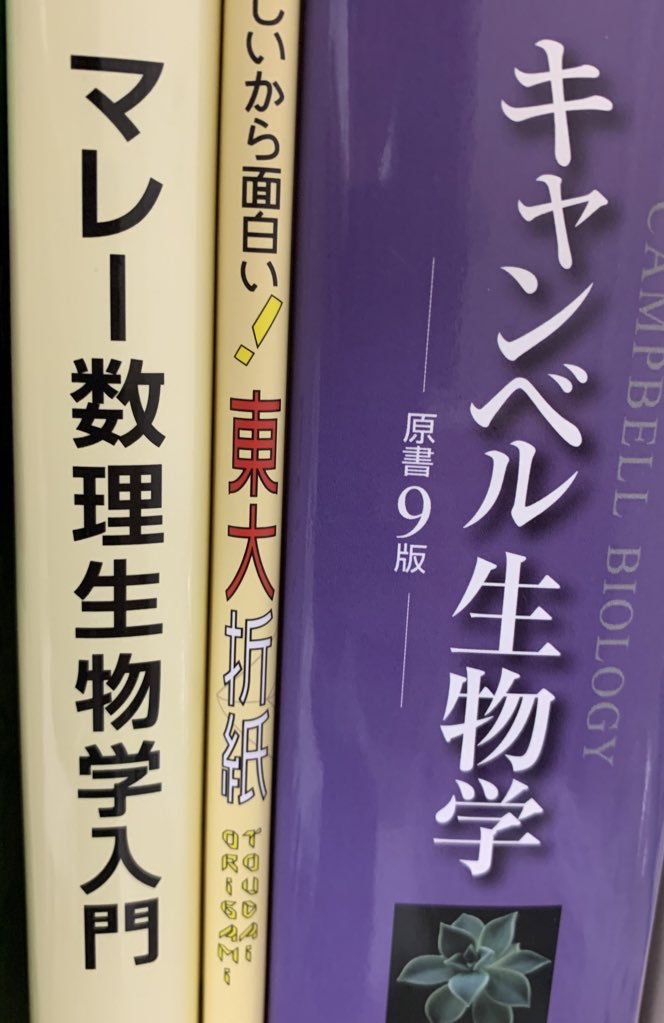 マレー数理生物学入門
しいから面白い!
東大折紙
TOUDAI
ORIGAMI
キャンベル生物学
原書9版
CAMPBELL BIOLOGY